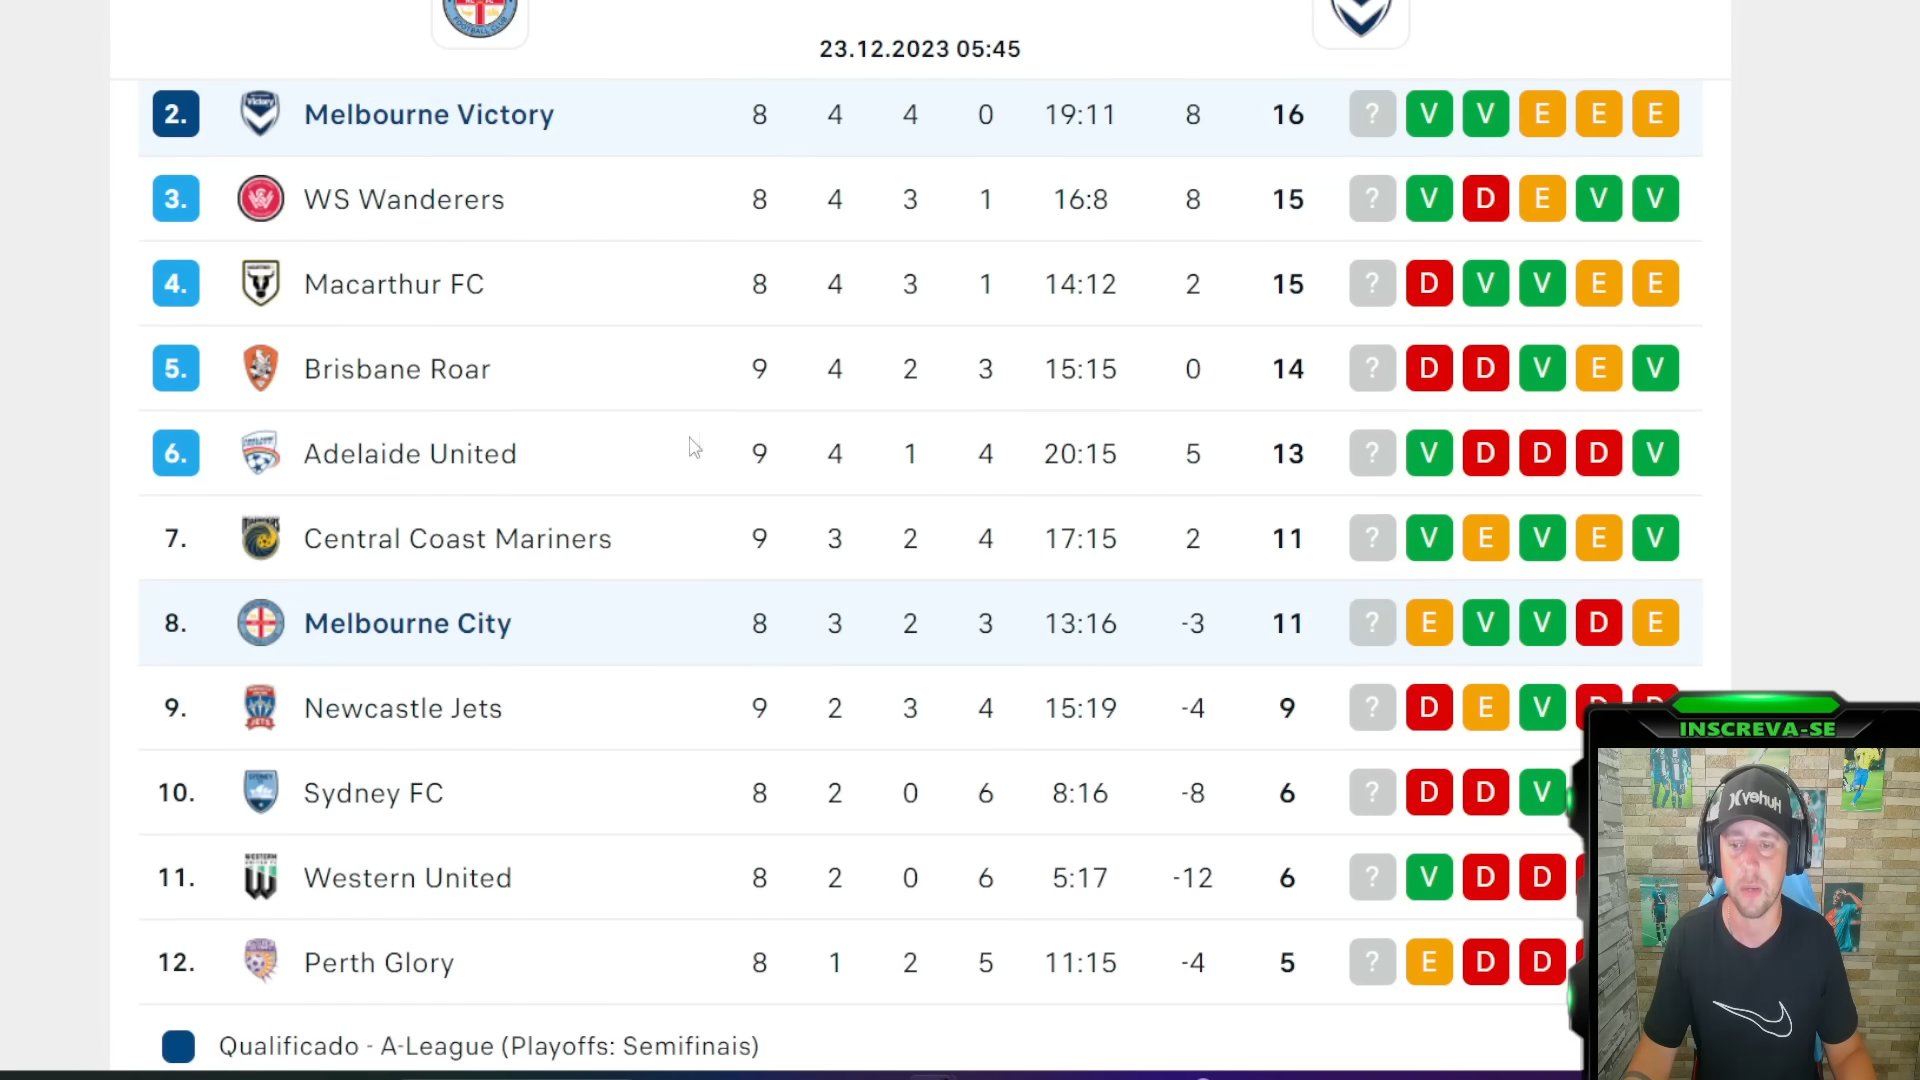 23.12.2023 05:45
2. Melbourne Victory 8 4 4 0 19:11 8 16 ? V V E E E
3. WS Wanderers 8 4 3 1 16:8 8 15 ? V D E V V
4. Macarthur FC 8 4 3 1 14:12 2 15 ? D V V E E
5. Brisbane Roar 9 4 2 3 15:15 0 14 ? D D V E V
6. Adelaide United 9 4 1 4 20:15 5 13 ? V D D D V
7. Central Coast Mariners 9 3 2 4 17:15 2 11 ? V E V E V
8. Melbourne City 8 3 2 3 13:16 -3 11 ? E V V D E
9. Newcastle Jets 9 2 3 4 15:19 -4 9 ? D E V D D
10. Sydney FC 8 2 0 6 8:16 -8 6 ? D D V
11. Western United 8 2 0 6 5:17 -12 6 ? V D D
12. Perth Glory 8 1 2 5 11:15 -4 5 ? E D D
Qualificado - A-League (Playoffs: Semifinais)
INSCREVA-SE
Hurley